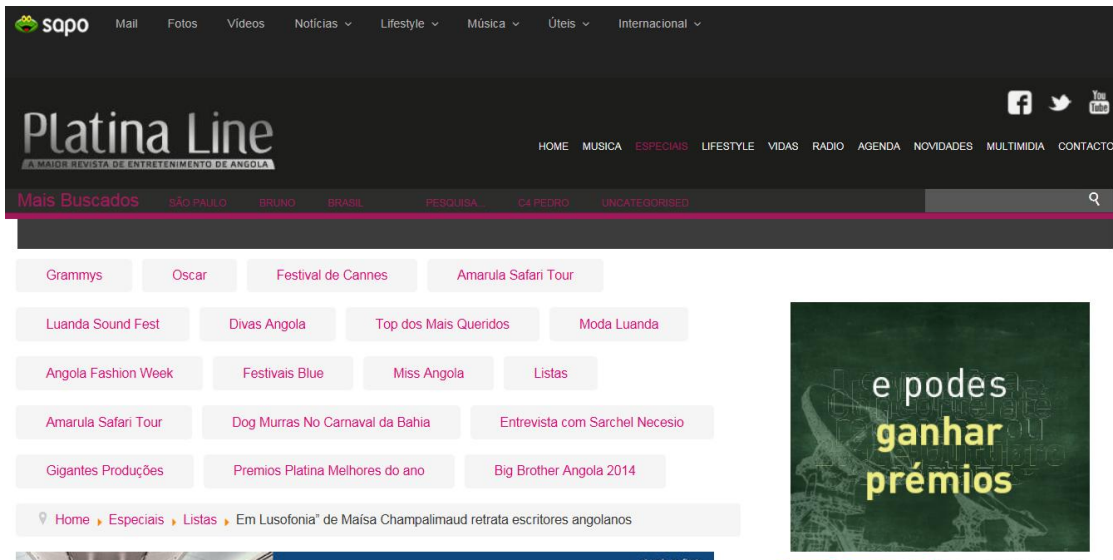 sapo Mail Fotos Vídeos Notícias Lifestyle Música Úteis Internacional
You Tube
Platina Line
A MAIOR REVISTA DE ENTRETENIMENTO DE ANGOLA
HOME MUSICA ESPECIAIS LIFESTYLE VIDAS RADIO AGENDA NOVIDADES MULTIMIDIA CONTACTO
Mais Buscados SÃO PAULO BRUNO BRASIL PESQUISA... C4 PEDRO UNCATEGORISED
Grammys Oscar Festival de Cannes Amarula Safari Tour
Luanda Sound Fest Divas Angola Top dos Mais Queridos Moda Luanda
Angola Fashion Week Festivais Blue Miss Angola Listas
Amarula Safari Tour Dog Murras No Carnaval da Bahia Entrevista com Sarchel Necesio
Gigantes Produções Premios Platina Melhores do ano Big Brother Angola 2014
Home Especiais Listas Em Lusofonia" de Maísa Champalimaud retrata escritores angolanos
e podes
ganhar
prémios